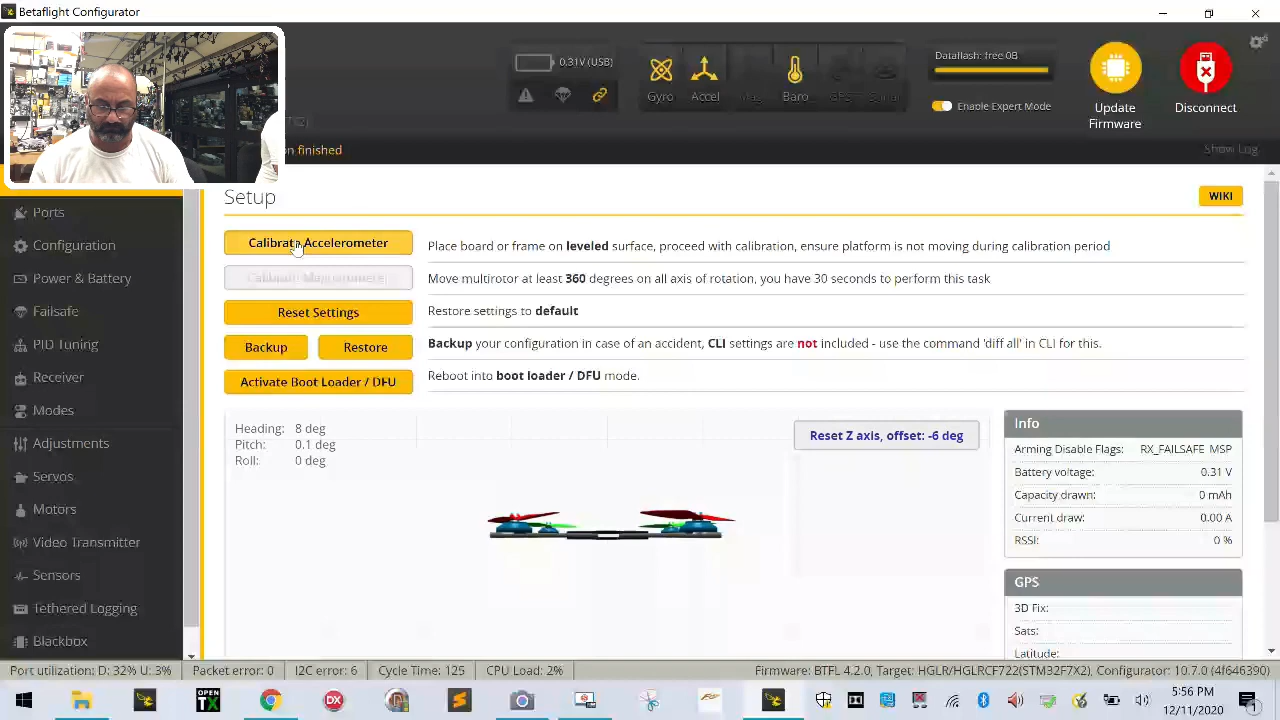 Betaflight Configurator
0.31V (USB)
Gyro
Accel
Mag
Baro
GPS
Sonar
Dataflash: free 0B
Enable Expert Mode
Update
Firmware
Disconnect
n finished
Show Log
Setup
WIKI
Ports
Configuration
Power & Battery
Failsafe
PID Tuning
Receiver
Modes
Adjustments
Servos
Motors
Video Transmitter
Sensors
Tethered Logging
Blackbox
Calibrate Accelerometer
Place board or frame on leveled surface, proceed with calibration, ensure platform is not moving during calibration period
Calibrate Magnetometer
Move multirotor at least 360 degrees on all axis of rotation, you have 30 seconds to perform this task
Reset Settings
Restore settings to default
Backup
Restore
Backup your configuration in case of an accident, CLI settings are not included - use the command 'diff all' in CLI for this.
Activate Boot Loader / DFU
Reboot into boot loader / DFU mode.
Heading: 8 deg
Pitch: 0.1 deg
Roll: 0 deg
Reset Z axis, offset: -6 deg
Info
Arming Disable Flags: RX_FAILSAFE MSP
Battery voltage: 0.31 V
Capacity drawn: 0 mAh
Current draw: 0.00 A
RSSI: 0 %
GPS
3D Fix:
Sats:
Latitude:
Port utilization: D: 32% U: 3%
Packet error: 0
I2C error: 6
Cycle Time: 125
CPU Load: 2%
Firmware: BTFL 4.2.0, Target: HGLR/HGLRCF722(STM32F7X2), Configurator: 10.7.0 (4f646390)
OPEN
TX
DX
5:56 PM
12/11/2020